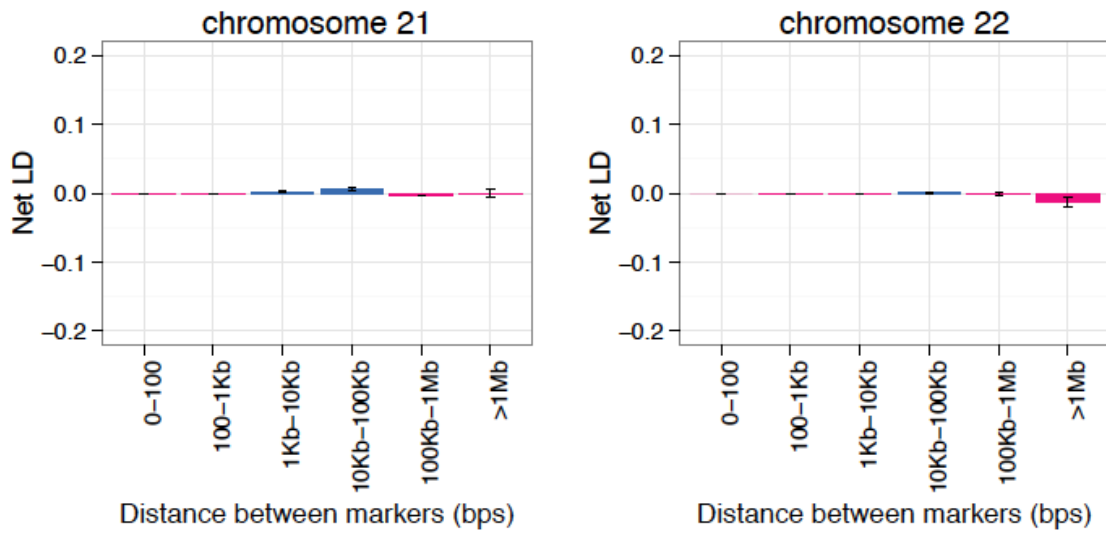 chromosome 21
0.2
0.1
0.0
−0.1
−0.2
Net LD
0−100
100−1Kb
1Kb−10Kb
10Kb−100Kb
100Kb−1Mb
>1Mb
Distance between markers (bps)
chromosome 22
0.2
0.1
0.0
−0.1
−0.2
Net LD
0−100
100−1Kb
1Kb−10Kb
10Kb−100Kb
100Kb−1Mb
>1Mb
Distance between markers (bps)